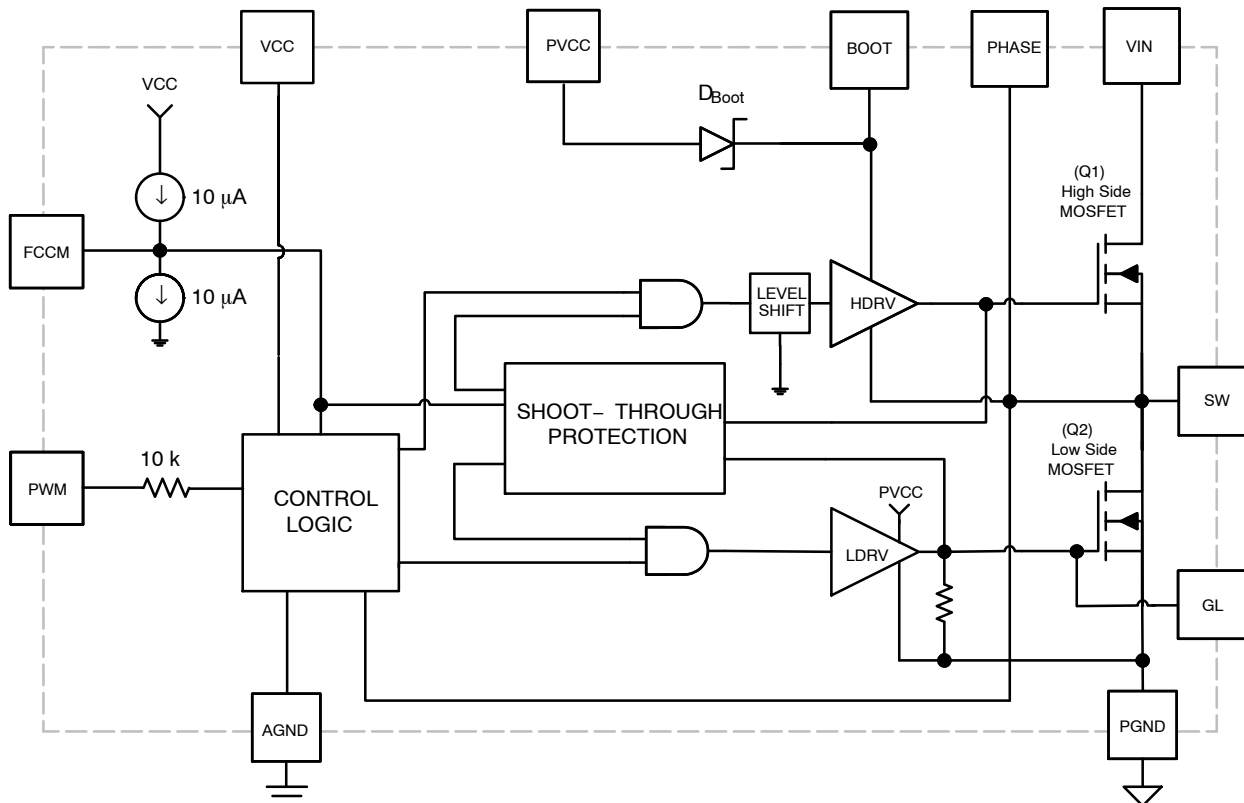 VCC
PVCC
BOOT
PHASE
VIN
VCC
D_Boot
10 μA
(Q1)
High Side
MOSFET
FCCM
10 μA
LEVEL
SHIFT
HDRV
SHOOT– THROUGH
PROTECTION
SW
(Q2)
Low Side
MOSFET
PWM
10 k
CONTROL
LOGIC
PVCC
LDRV
GL
AGND
PGND